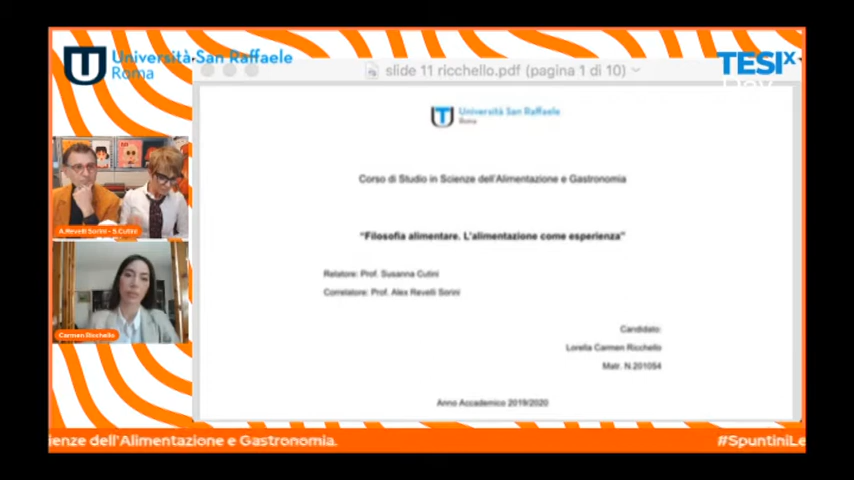 Università San Raffaele
Roma
TESIx
Day
slide 11 ricchello.pdf (pagina 1 di 10)
Università San Raffaele
Roma
Corso di Studio in Scienze dell'Alimentazione e Gastronomia
"Filosofia alimentare. L'alimentazione come esperienza"
Relatore: Prof. Susanna Cutini
Correlatore: Prof. Alex Revelli Sorini
Candidato:
Lorella Carmen Ricchello
Matr. N.201054
Anno Accademico 2019/2020
A.Revelli Sorini - S.Cutini
Carmen Ricchello
ienze dell'Alimentazione e Gastronomia.
#SpuntiniLe